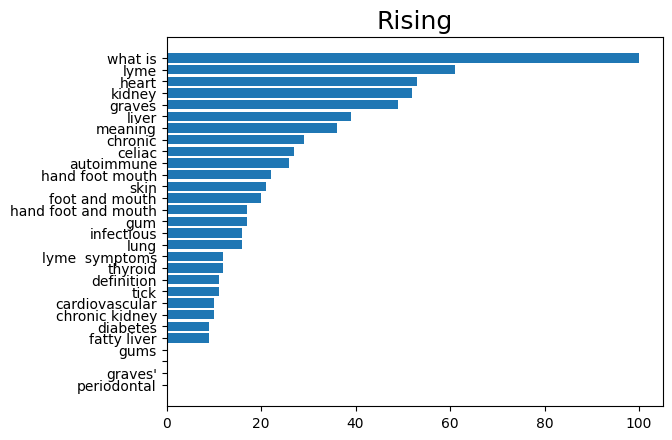 Rising
what is
lyme
heart
kidney
graves
liver
meaning
chronic
celiac
autoimmune
hand foot mouth
skin
foot and mouth
hand foot and mouth
gum
infectious
lung
lyme  symptoms
thyroid
definition
tick
cardiovascular
chronic kidney
diabetes
fatty liver
gums
graves'
periodontal
0 20 40 60 80 100